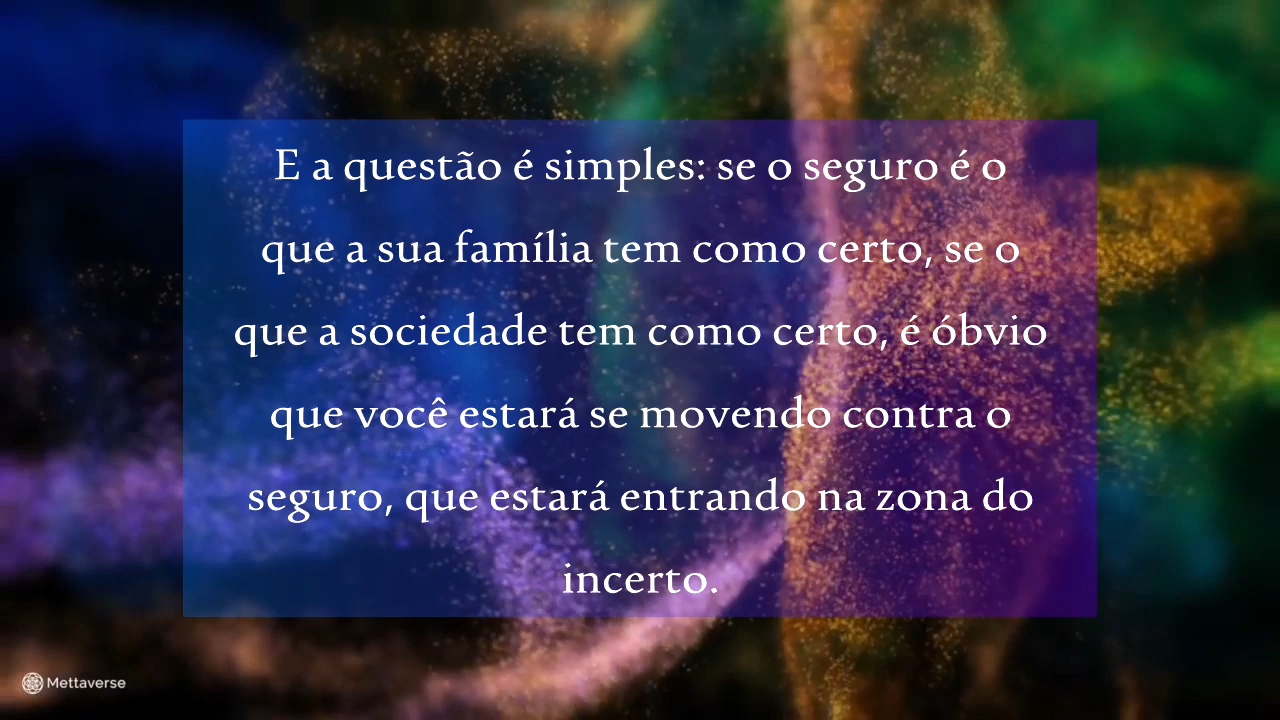 E a questão é simples: se o seguro é o
que a sua família tem como certo, se o
que a sociedade tem como certo, é óbvio
que você estará se movendo contra o
seguro, que estará entrando na zona do
incerto.
Mettaverse